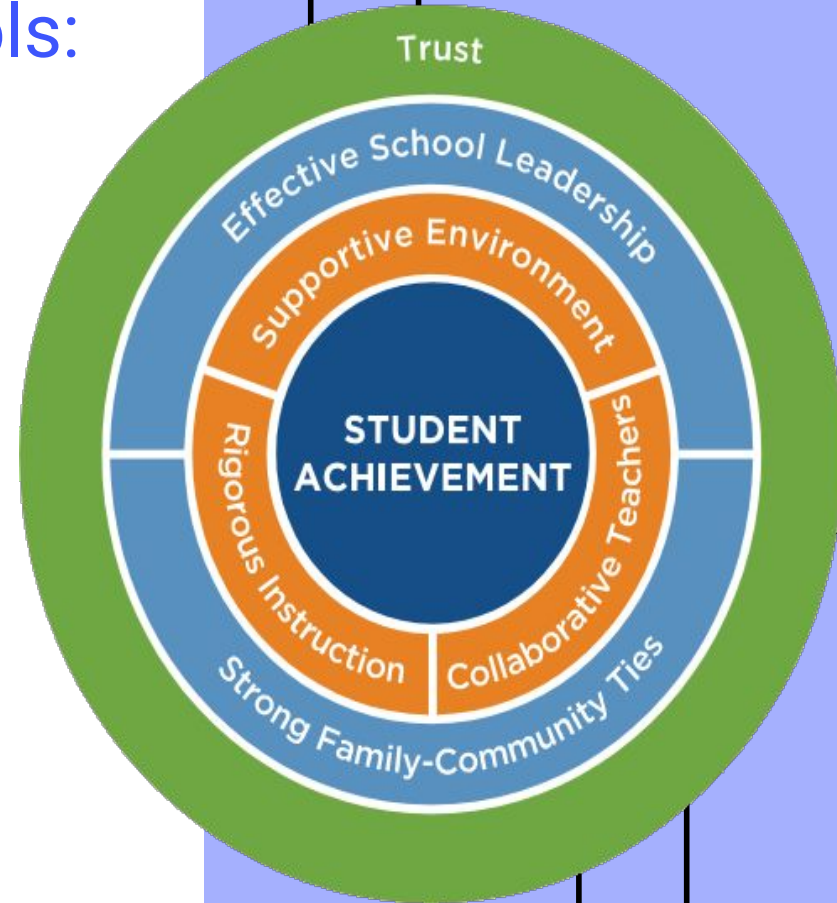 ols:
Trust
Effective School Leadership
Supportive Environment
STUDENT
ACHIEVEMENT
Rigorous Instruction
Collaborative Teachers
Strong Family-Community Ties